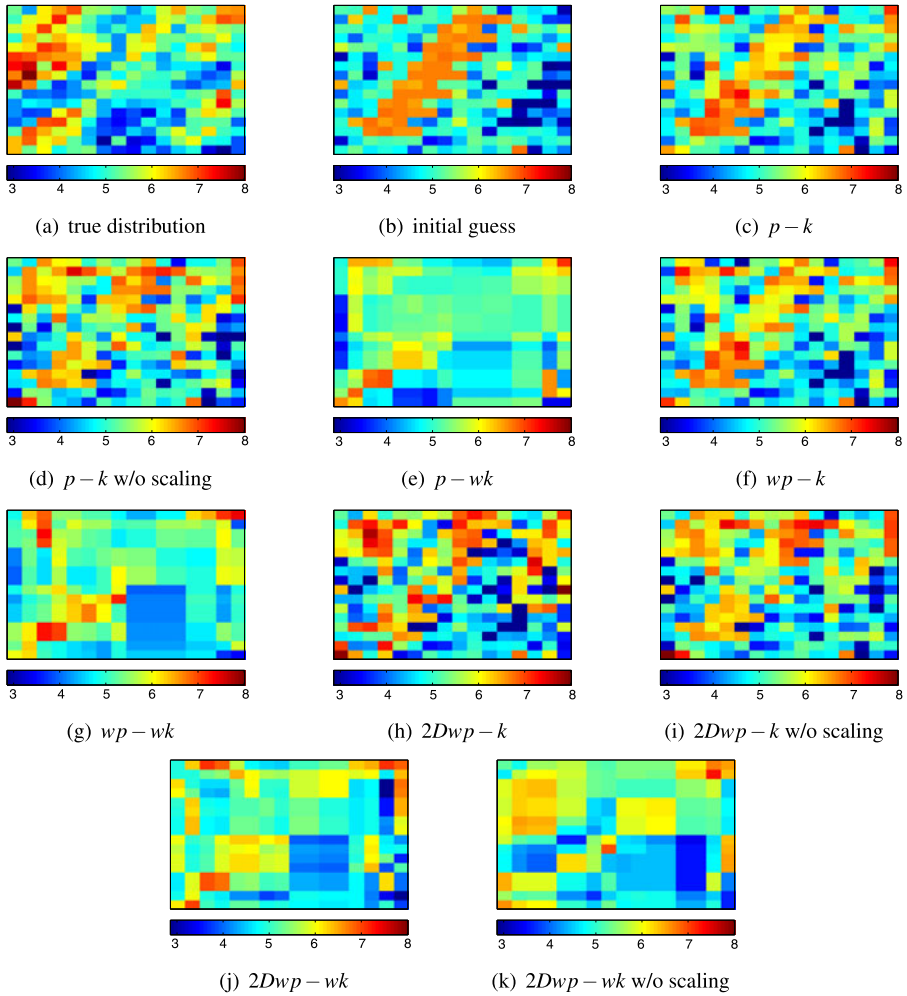 3 4 5 6 7 8 3 4 5 6 7 8 3 4 5 6 7 8
(a) true distribution (b) initial guess (c) p − k
3 4 5 6 7 8 3 4 5 6 7 8 3 4 5 6 7 8
(d) p − k w/o scaling (e) p − wk (f) wp − k
3 4 5 6 7 8 3 4 5 6 7 8 3 4 5 6 7 8
(g) wp − wk (h) 2Dwp − k (i) 2Dwp − k w/o scaling
3 4 5 6 7 8 3 4 5 6 7 8
(j) 2Dwp − wk (k) 2Dwp − wk w/o scaling